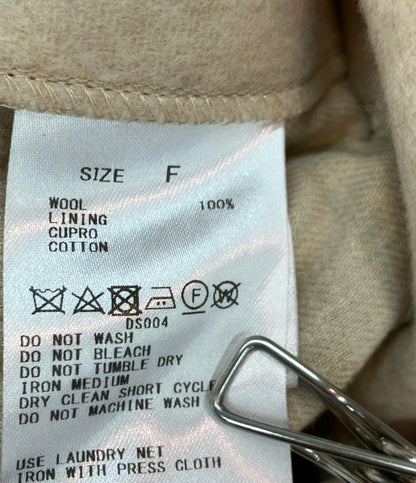 SIZE F
WOOL 100%
LINING
CUPRO
COTTON
F W
DS004
DO NOT WASH
DO NOT BLEACH
DO NOT TUMBLE DRY
IRON MEDIUM
DRY CLEAN SHORT CYCLE
DO NOT MACHINE WASH
USE LAUNDRY NET
IRON WITH PRESS CLOTH